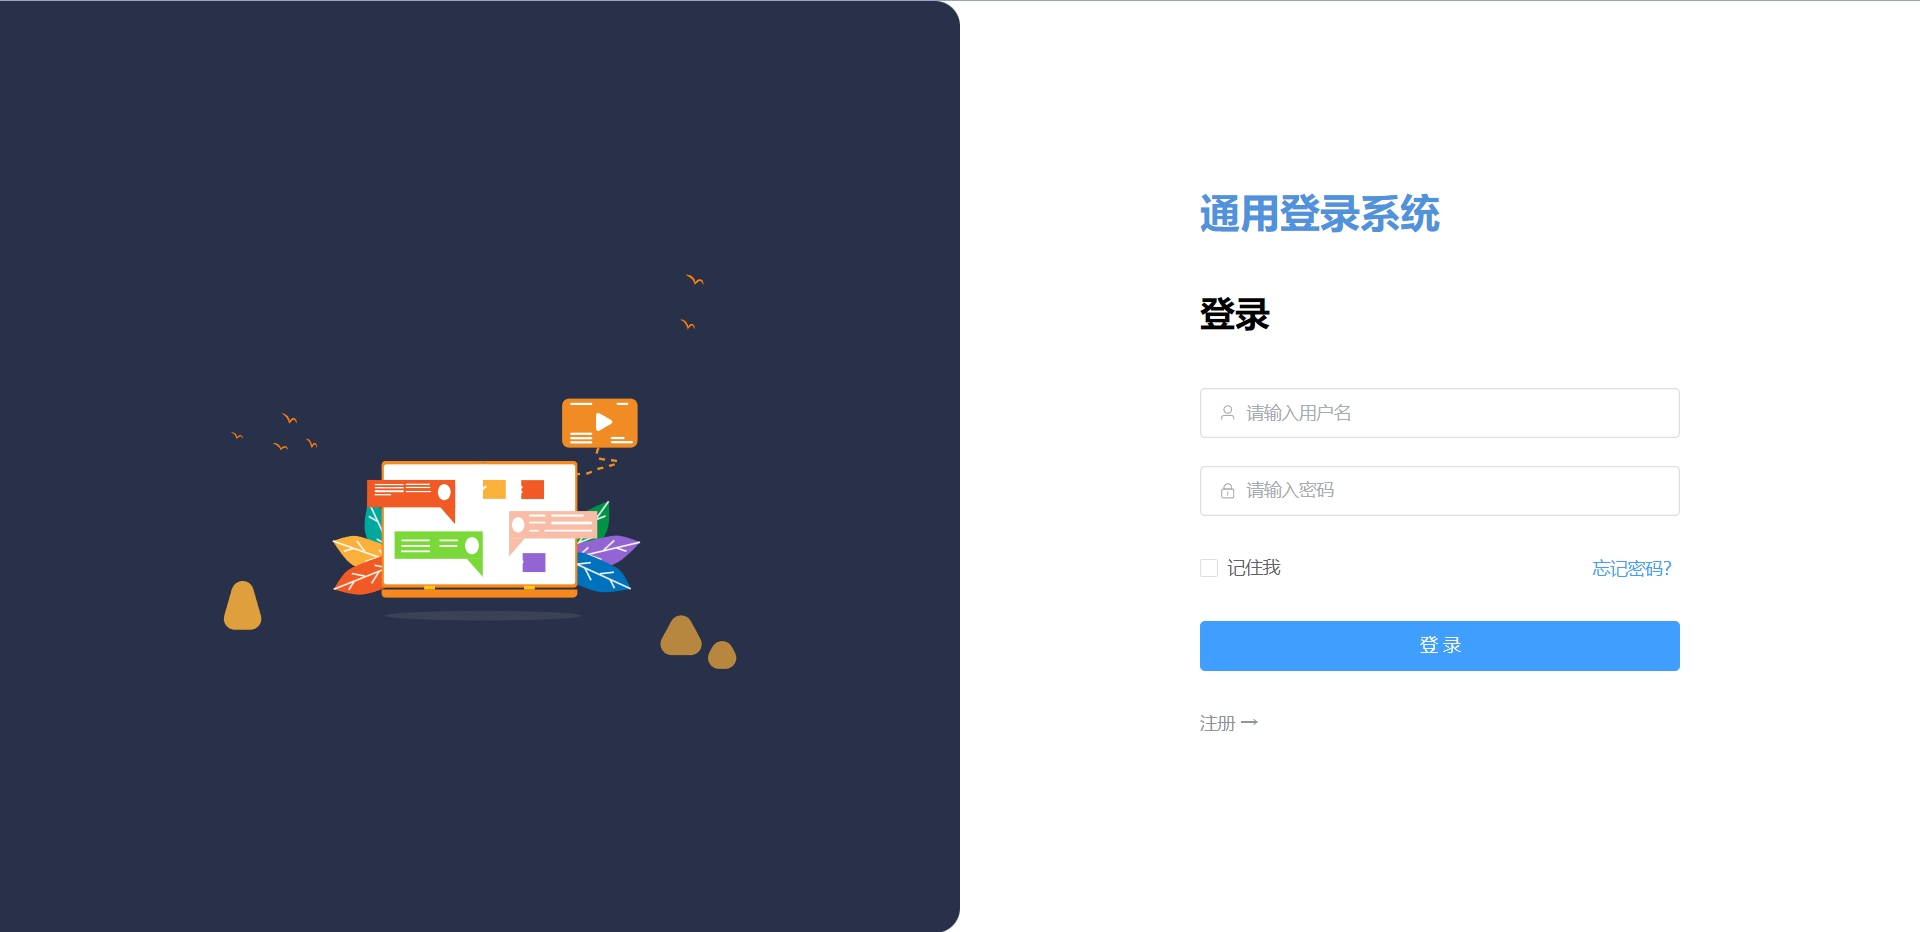 通用登录系统
登录
请输入用户名
请输入密码
记住我 忘记密码?
登 录
注册 →